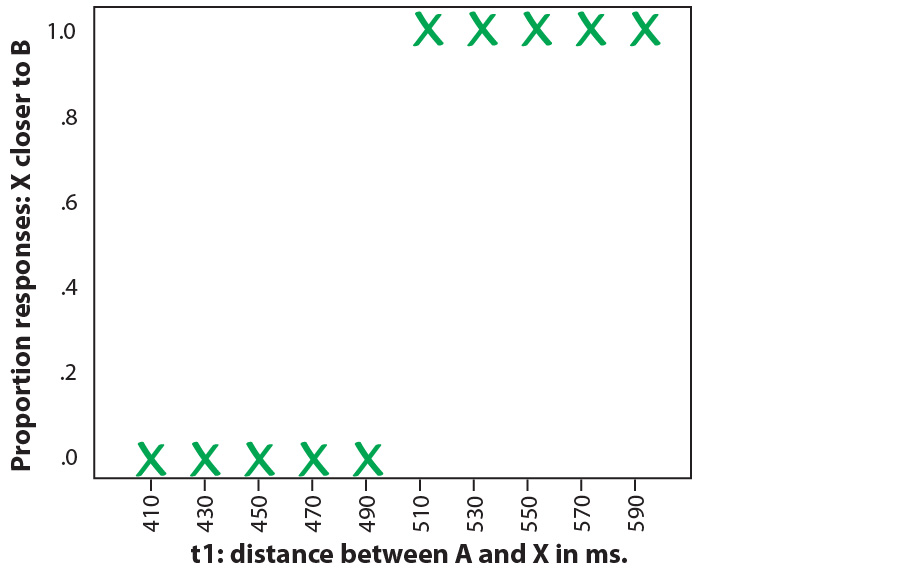 Proportion responses: X closer to B
1.0
.8
.6
.4
.2
.0
X X X X X
X X X X X
410 430 450 470 490 510 530 550 570 590
t1: distance between A and X in ms.